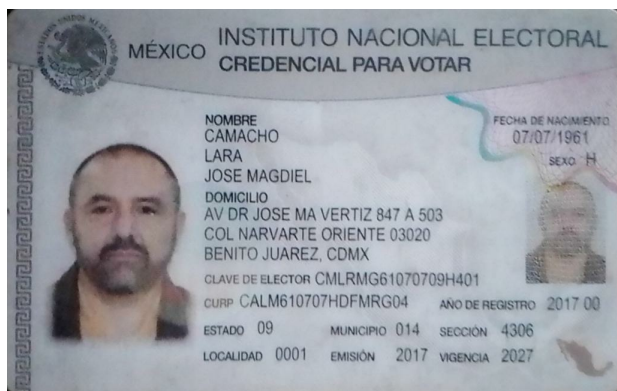 ESTADOS UNIDOS MEXICANOS
MÉXICO
INSTITUTO NACIONAL ELECTORAL
CREDENCIAL PARA VOTAR
NOMBRE
CAMACHO
LARA
JOSE MAGDIEL
FECHA DE NACIMIENTO
07/07/1961
SEXO H
DOMICILIO
AV DR JOSE MA VERTIZ 847 A 503
COL NARVARTE ORIENTE 03020
BENITO JUAREZ, CDMX
CLAVE DE ELECTOR CMLRMG61070709H401
CURP CALM610707HDFMRG04 AÑO DE REGISTRO 2017 00
ESTADO 09 MUNICIPIO 014 SECCIÓN 4306
LOCALIDAD 0001 EMISIÓN 2017 VIGENCIA 2027